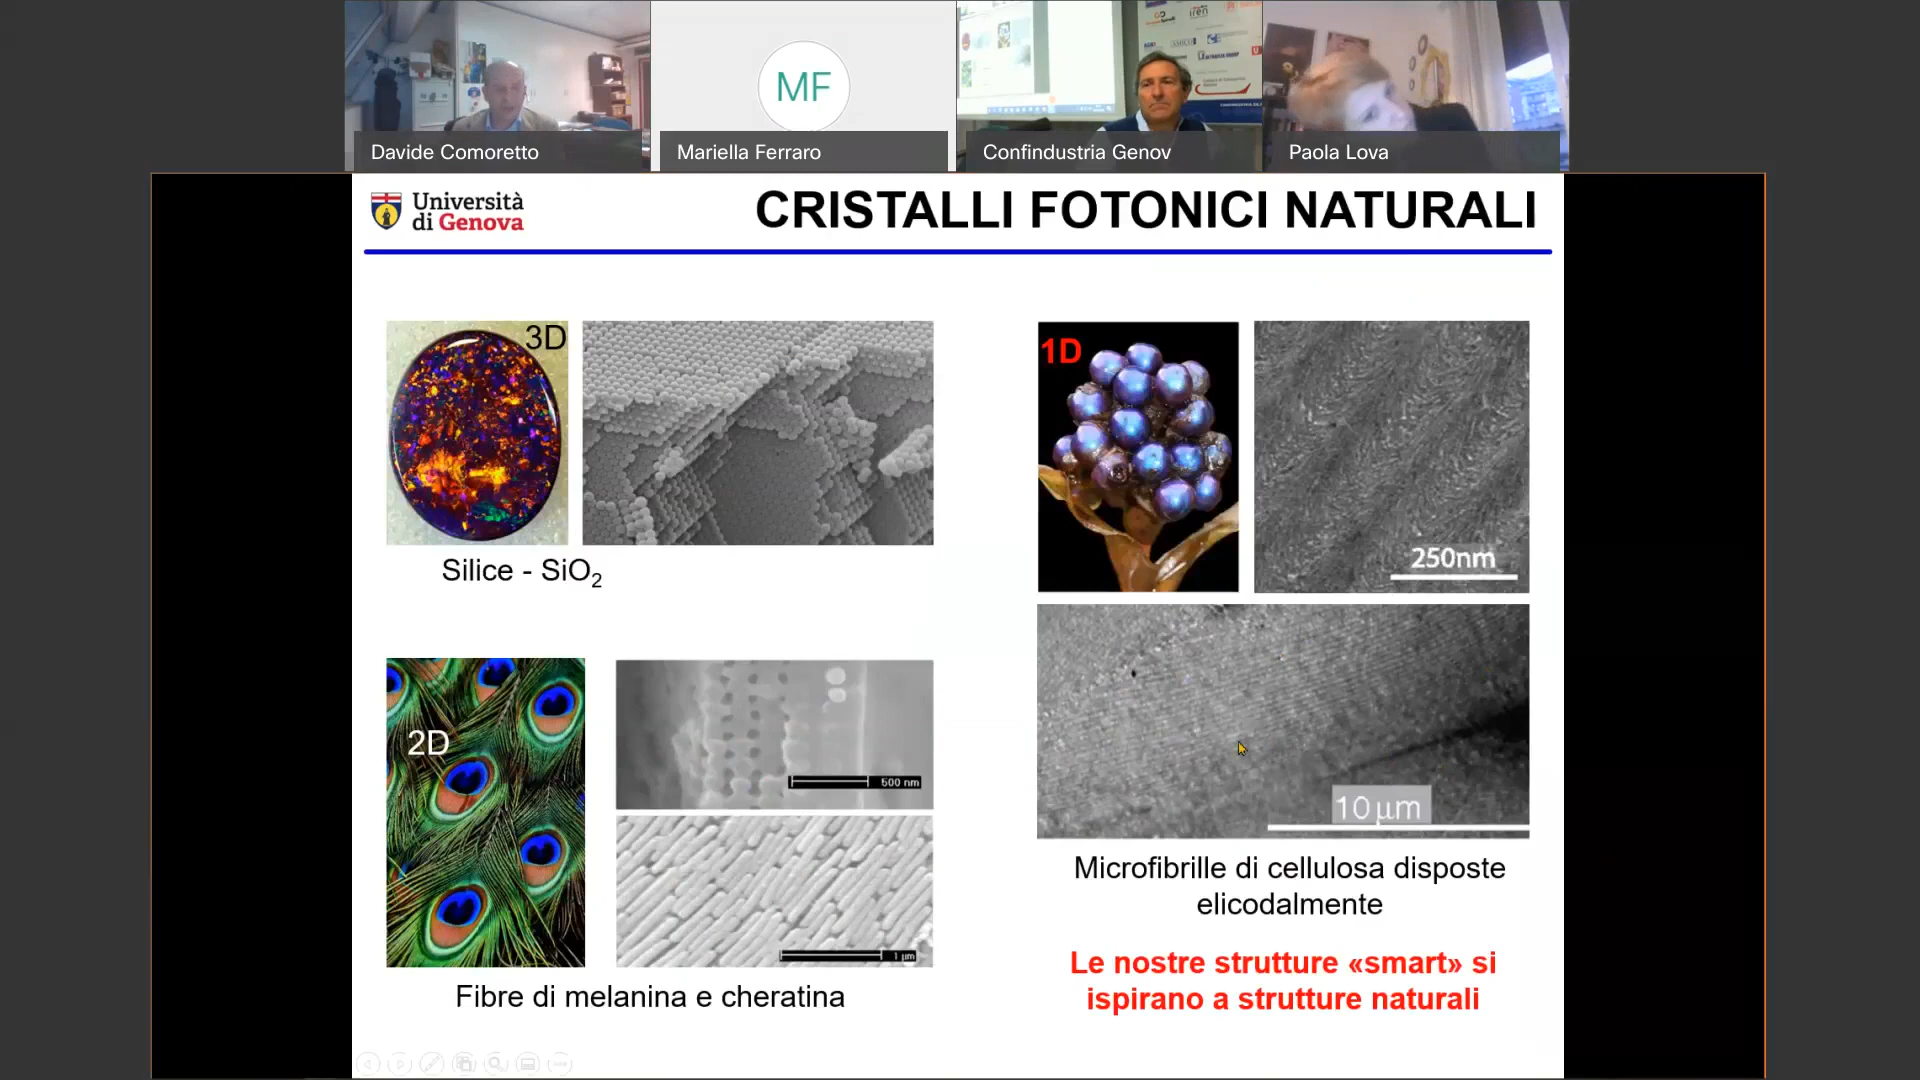 MF
Davide Comoretto
Mariella Ferraro
Confindustria Genov
Paola Lova
iren
Università
di Genova
CRISTALLI FOTONICI NATURALI
3D
Silice - SiO₂
2D
500 nm
1 µm
Fibre di melanina e cheratina
1D
250nm
10 µm
Microfibrille di cellulosa disposte
elicodalmente
Le nostre strutture «smart» si
ispirano a strutture naturali